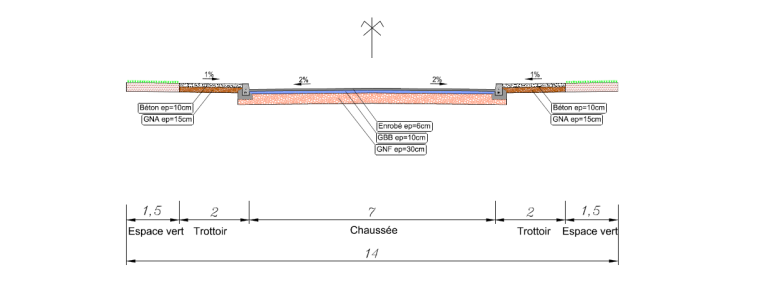 1%
2%
2%
1%
Béton ep=10cm
GNA ep=15cm
Béton ep=10cm
GNA ep=15cm
Enrobé ep=6cm
GBB ep=10cm
GNF ep=30cm
1,5
2
7
2
1,5
Espace vert
Trottoir
Chaussée
Trottoir
Espace vert
14